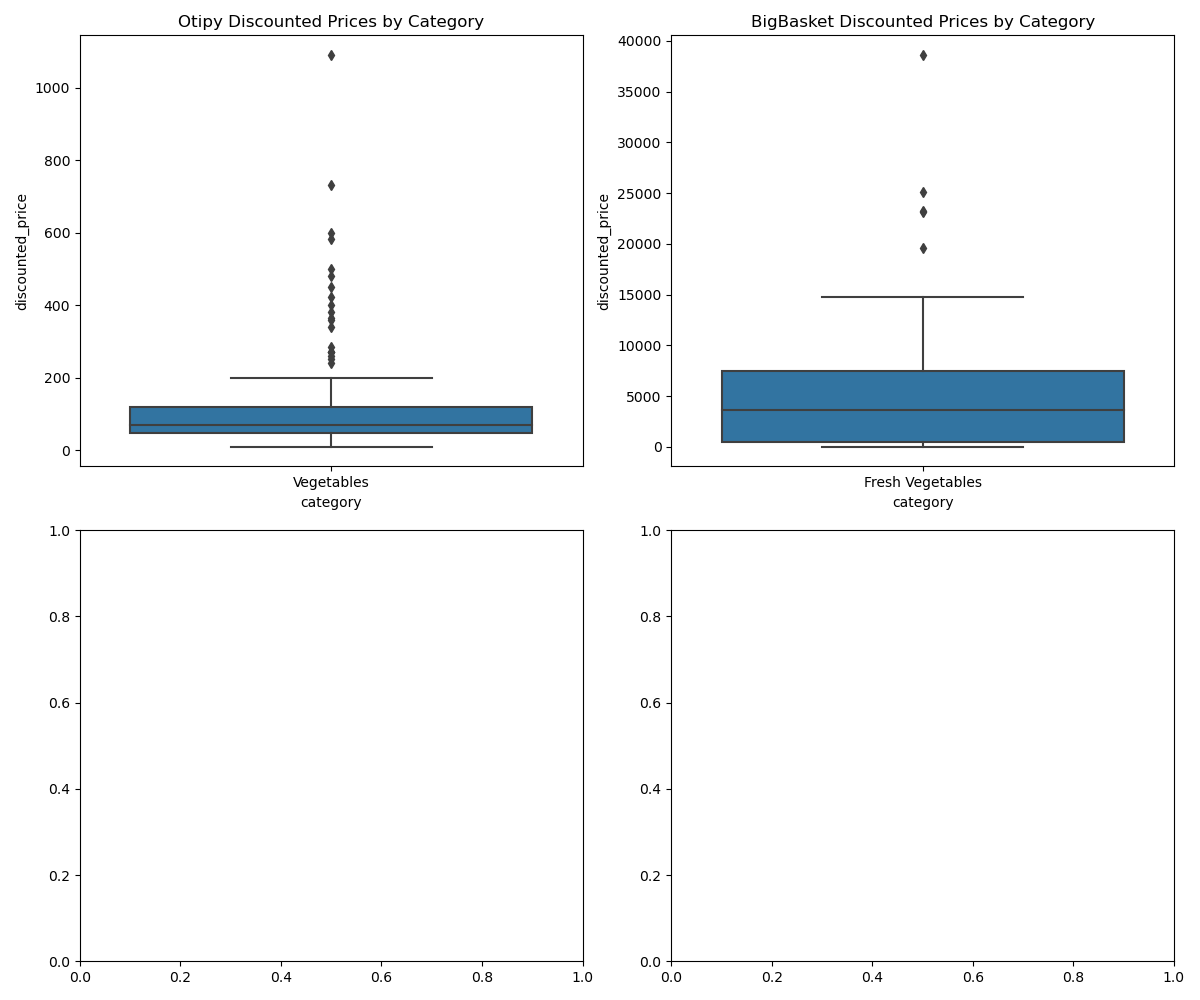 Otipy Discounted Prices by Category
1000
800
600
400
200
0
discounted_price
Vegetables
category
BigBasket Discounted Prices by Category
40000
35000
30000
25000
20000
15000
10000
5000
0
discounted_price
Fresh Vegetables
category
1.0
0.8
0.6
0.4
0.2
0.0
0.0 0.2 0.4 0.6 0.8 1.0
1.0
0.8
0.6
0.4
0.2
0.0
0.0 0.2 0.4 0.6 0.8 1.0